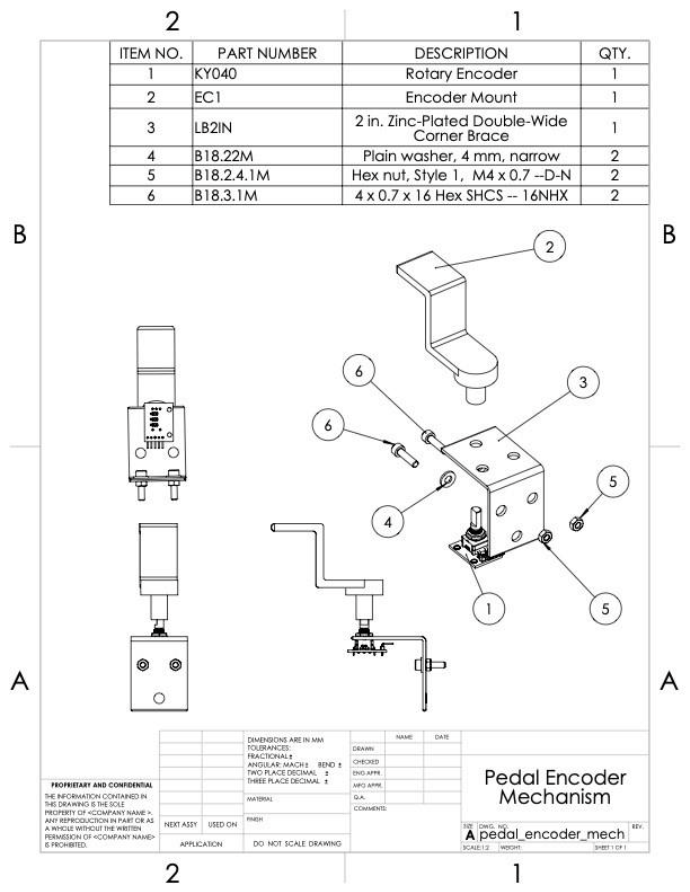 2 1
ITEM NO. PART NUMBER DESCRIPTION QTY.
1 KY040 Rotary Encoder 1
2 EC1 Encoder Mount 1
3 LB2IN 2 in. Zinc-Plated Double-Wide
Corner Brace 1
4 B18.22M Plain washer, 4 mm, narrow 2
5 B18.2.4.1M Hex nut, Style 1, M4 x 0.7 --D-N 2
6 B18.3.1M 4 x 0.7 x 16 Hex SHCS -- 16NHX 2
B B
2
6
3
6
5
4
1
5
A A
PROPRIETARY AND CONFIDENTIAL
THE INFORMATION CONTAINED IN
THIS DRAWING IS THE SOLE
PROPERTY OF <COMPANY NAME >.
ANY REPRODUCTION IN PART OR AS
A WHOLE WITHOUT THE WRITTEN
PERMISSION OF <COMPANY NAME>
IS PROHIBITED.
NEXT ASSY USED ON
APPLICATION
DIMENSIONS ARE IN MM
TOLERANCES:
FRACTIONAL ±
ANGULAR: MACH ± BEND ±
TWO PLACE DECIMAL ±
THREE PLACE DECIMAL ±
MATERIAL
FINISH
DO NOT SCALE DRAWING
NAME DATE
DRAWN
CHECKED
ENG APPR.
MFG APPR.
Q.A.
COMMENTS:
Pedal Encoder
Mechanism
SIZE DWG. NO. REV.
A pedal_encoder_mech
SCALE:1:2 WEIGHT: SHEET 1 OF 1
2 1